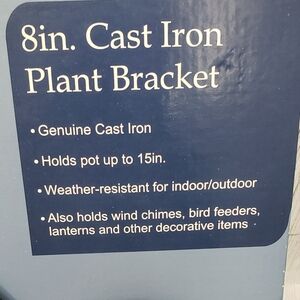 8in. Cast Iron
Plant Bracket
• Genuine Cast Iron
• Holds pot up to 15in.
• Weather-resistant for indoor/outdoor
• Also holds wind chimes, bird feeders,
lanterns and other decorative items